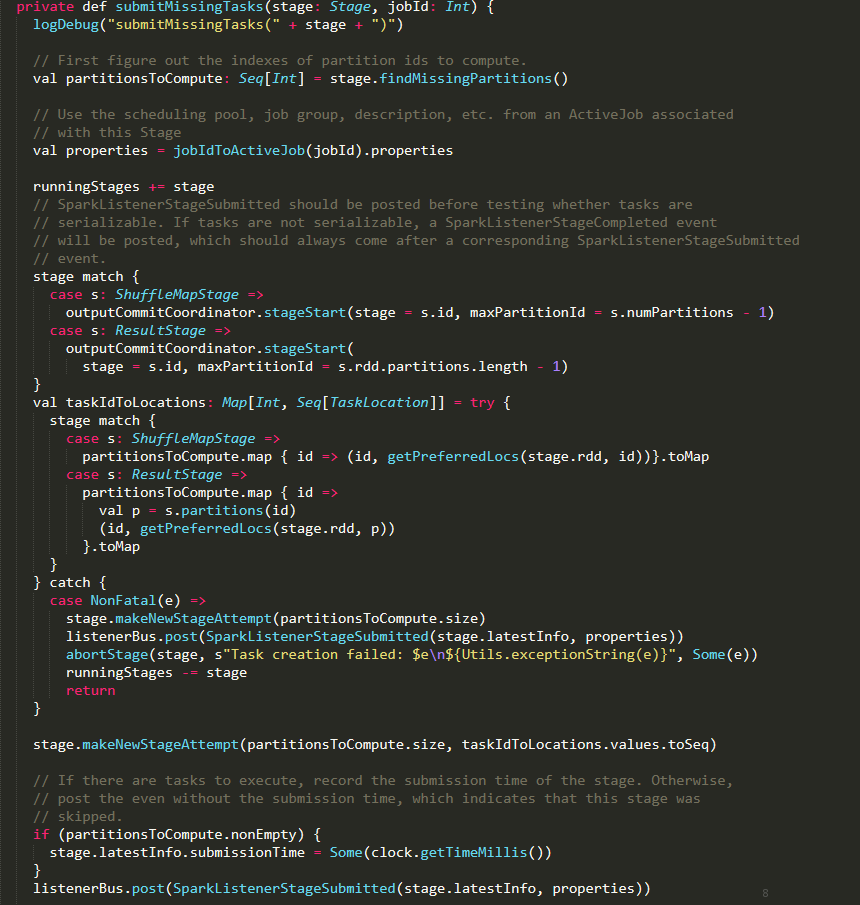 private def submitMissingTasks(stage: Stage, jobId: Int) {
logDebug("submitMissingTasks(" + stage + ")")
// First figure out the indexes of partition ids to compute.
val partitionsToCompute: Seq[Int] = stage.findMissingPartitions()
// Use the scheduling pool, job group, description, etc. from an ActiveJob associated
// with this Stage
val properties = jobIdToActiveJob(jobId).properties
runningStages += stage
// SparkListenerStageSubmitted should be posted before testing whether tasks are
// serializable. If tasks are not serializable, a SparkListenerStageCompleted event
// will be posted, which should always come after a corresponding SparkListenerStageSubmitted
// event.
stage match {
case s: ShuffleMapStage =>
outputCommitCoordinator.stageStart(stage = s.id, maxPartitionId = s.numPartitions - 1)
case s: ResultStage =>
outputCommitCoordinator.stageStart(
stage = s.id, maxPartitionId = s.rdd.partitions.length - 1)
}
val taskIdToLocations: Map[Int, Seq[TaskLocation]] = try {
stage match {
case s: ShuffleMapStage =>
partitionsToCompute.map { id => (id, getPreferredLocs(stage.rdd, id))}.toMap
case s: ResultStage =>
partitionsToCompute.map { id =>
val p = s.partitions(id)
(id, getPreferredLocs(stage.rdd, p))
}.toMap
}
} catch {
case NonFatal(e) =>
stage.makeNewStageAttempt(partitionsToCompute.size)
listenerBus.post(SparkListenerStageSubmitted(stage.latestInfo, properties))
abortStage(stage, s"Task creation failed: $e\n${Utils.exceptionString(e)}", Some(e))
runningStages -= stage
return
}
stage.makeNewStageAttempt(partitionsToCompute.size, taskIdToLocations.values.toSeq)
// If there are tasks to execute, record the submission time of the stage. Otherwise,
// post the even without the submission time, which indicates that this stage was
// skipped.
if (partitionsToCompute.nonEmpty) {
stage.latestInfo.submissionTime = Some(clock.getTimeMillis())
}
listenerBus.post(SparkListenerStageSubmitted(stage.latestInfo, properties))
8